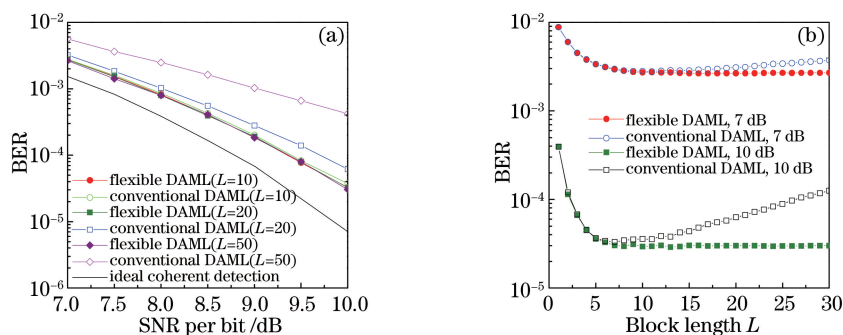 (a)
BER
10−2
10−3
10−4
10−5
10−6
flexible DAML(L=10)
conventional DAML(L=10)
flexible DAML(L=20)
conventional DAML(L=20)
flexible DAML(L=50)
conventional DAML(L=50)
ideal coherent detection
7.0 7.5 8.0 8.5 9.0 9.5 10.0
SNR per bit /dB
(b)
BER
10−2
10−3
10−4
10−5
flexible DAML, 7 dB
conventional DAML, 7 dB
flexible DAML, 10 dB
conventional DAML, 10 dB
0 5 10 15 20 25 30
Block length L